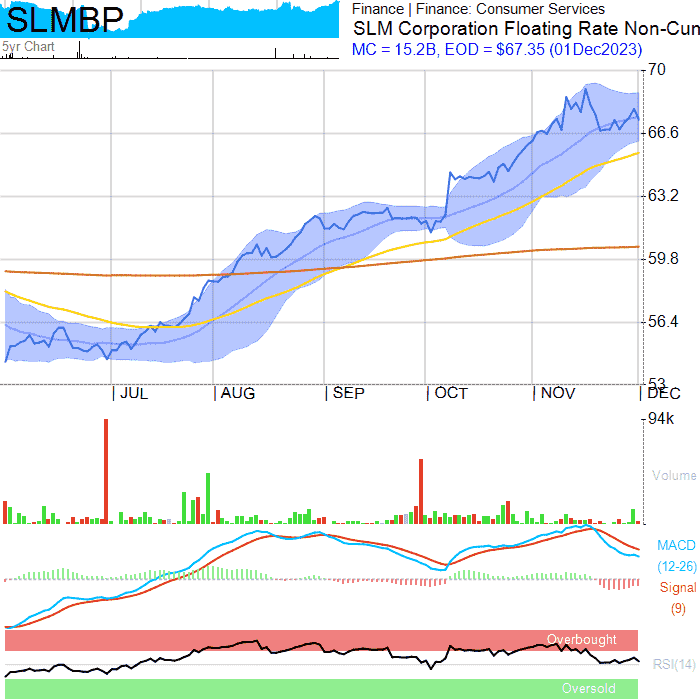 SLMBP
5yr Chart
Finance | Finance: Consumer Services
SLM Corporation Floating Rate Non-Cun
MC = 15.2B, EOD = $67.35 (01Dec2023)
70
66.6
63.2
59.8
56.4
53
JUL
AUG
SEP
OCT
NOV
DEC
94k
Volume
MACD
(12-26)
Signal
(9)
Overbought
RSI(14)
Oversold